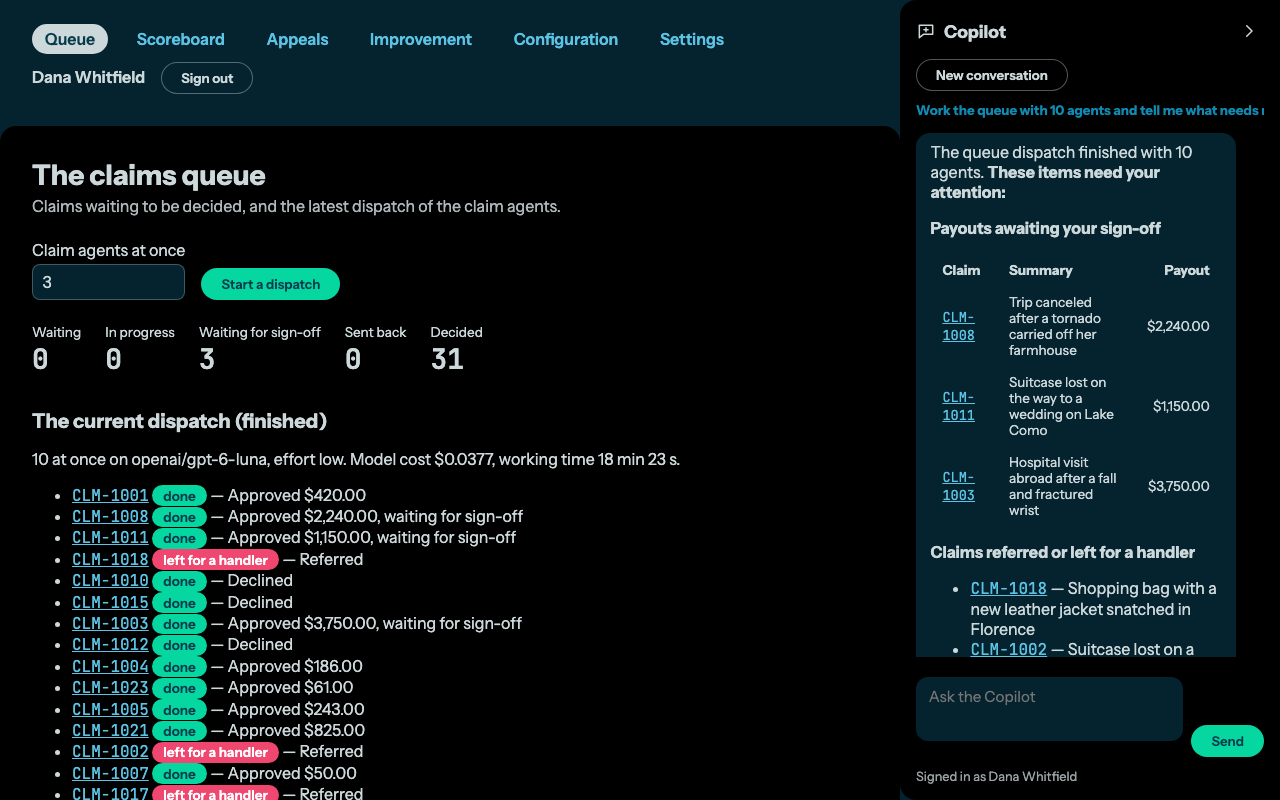 Queue Scoreboard Appeals Improvement Configuration Settings
Dana Whitfield Sign out
The claims queue
Claims waiting to be decided, and the latest dispatch of the claim agents.
Claim agents at once
3 Start a dispatch
Waiting In progress Waiting for sign-off Sent back Decided
0 0 3 0 31
The current dispatch (finished)
10 at once on openai/gpt-6-luna, effort low. Model cost $0.0377, working time 18 min 23 s.
CLM-1001 done — Approved $420.00
CLM-1008 done — Approved $2,240.00, waiting for sign-off
CLM-1011 done — Approved $1,150.00, waiting for sign-off
CLM-1018 left for a handler — Referred
CLM-1010 done — Declined
CLM-1015 done — Declined
CLM-1003 done — Approved $3,750.00, waiting for sign-off
CLM-1012 done — Declined
CLM-1004 done — Approved $186.00
CLM-1023 done — Approved $61.00
CLM-1005 done — Approved $243.00
CLM-1021 done — Approved $825.00
CLM-1002 left for a handler — Referred
CLM-1007 done — Approved $50.00
CLM-1017 left for a handler — Referred
Copilot
New conversation
Work the queue with 10 agents and tell me what needs
The queue dispatch finished with 10
agents. These items need your
attention:
Payouts awaiting your sign-off
Claim Summary Payout
CLM-1008 Trip canceled after a tornado carried off her farmhouse $2,240.00
CLM-1011 Suitcase lost on the way to a wedding on Lake Como $1,150.00
CLM-1003 Hospital visit abroad after a fall and fractured wrist $3,750.00
Claims referred or left for a handler
CLM-1018 — Shopping bag with a
new leather jacket snatched in
Florence
CLM-1002 — Suitcase lost on a
Ask the Copilot
Send
Signed in as Dana Whitfield